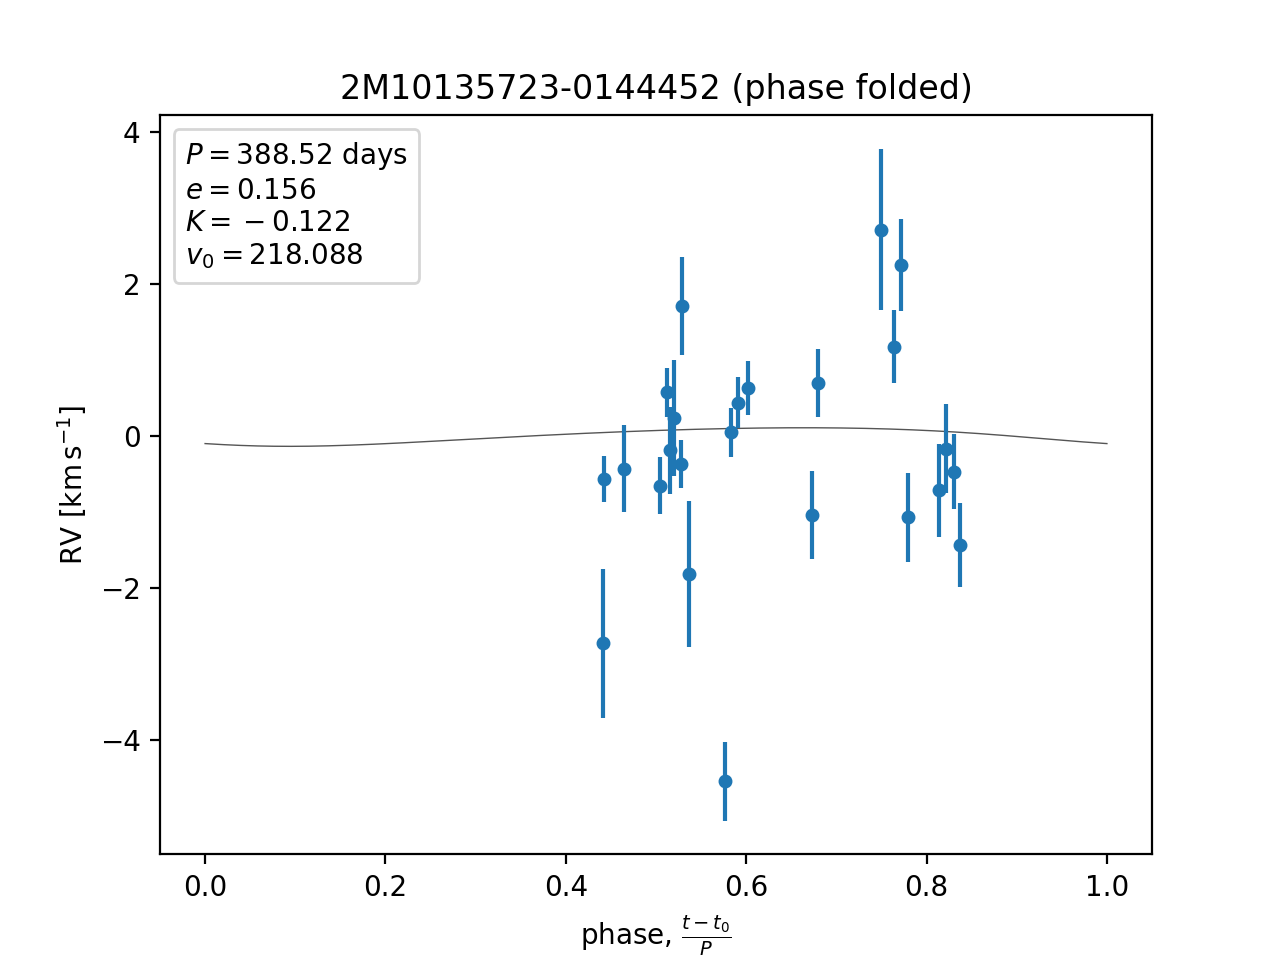 2M10135723-0144452 (phase folded)
P = 388.52 days
e = 0.156
K = −0.122
v₀ = 218.088
4
2
0
−2
−4
RV [km s⁻¹]
0.0 0.2 0.4 0.6 0.8 1.0
phase, (t − t₀)/P